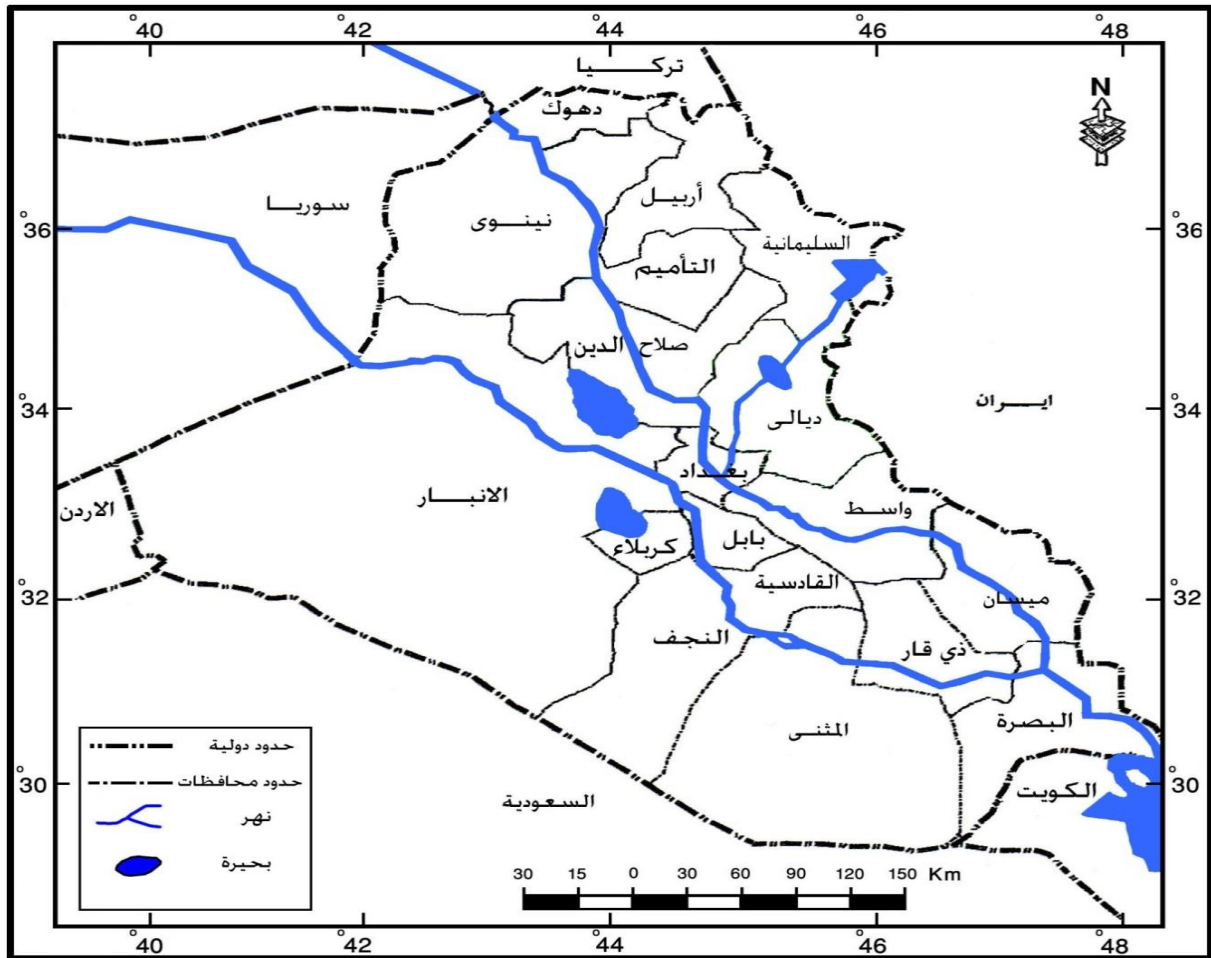 40° 42° 44° 46° 48°
تركيا
N
دهوك
أربيل
سوريا
نينوى
36°
36°
السليمانية
التأميم
صلاح الدين
34°
34°
ايران
ديالى
بغداد
الانبار
الاردن
واسط
بابل
كربلاء
القادسية
32°
32°
ميسان
النجف
ذي قار
البصرة
المثنى
حدود دولية
حدود محافظات
نهر
بحيرة
30°
30°
الكويت
السعودية
30 15 0 30 60 90 120 150 Km
40° 42° 44° 46° 48°